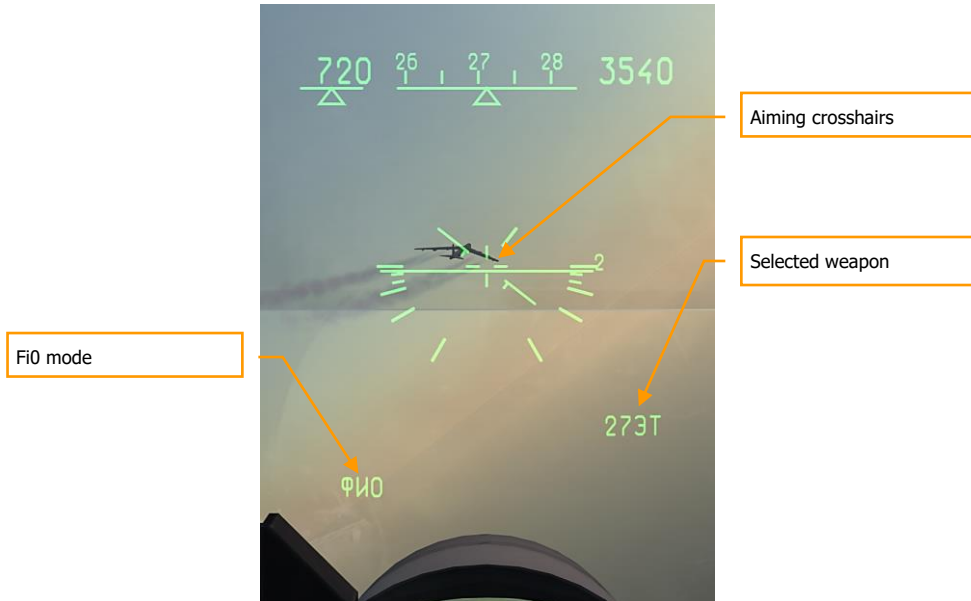 720
26 27 28
3540
Aiming crosshairs
2
Selected weapon
Fi0 mode
27ЭТ
ФИО